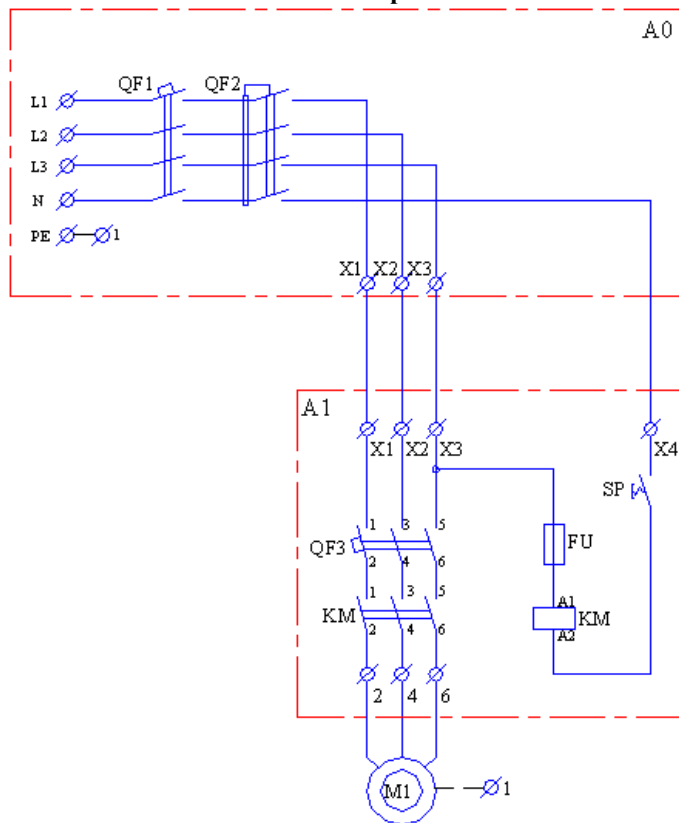 A0
QF1 QF2
L1
L2
L3
N
PE 1
X1 X2 X3
A1
X1 X2 X3 X4
SP
1 3 5
QF3 FU
2 4 6
1 3 5
A1
KM KM
2 4 6
A2
2 4 6
M1 1